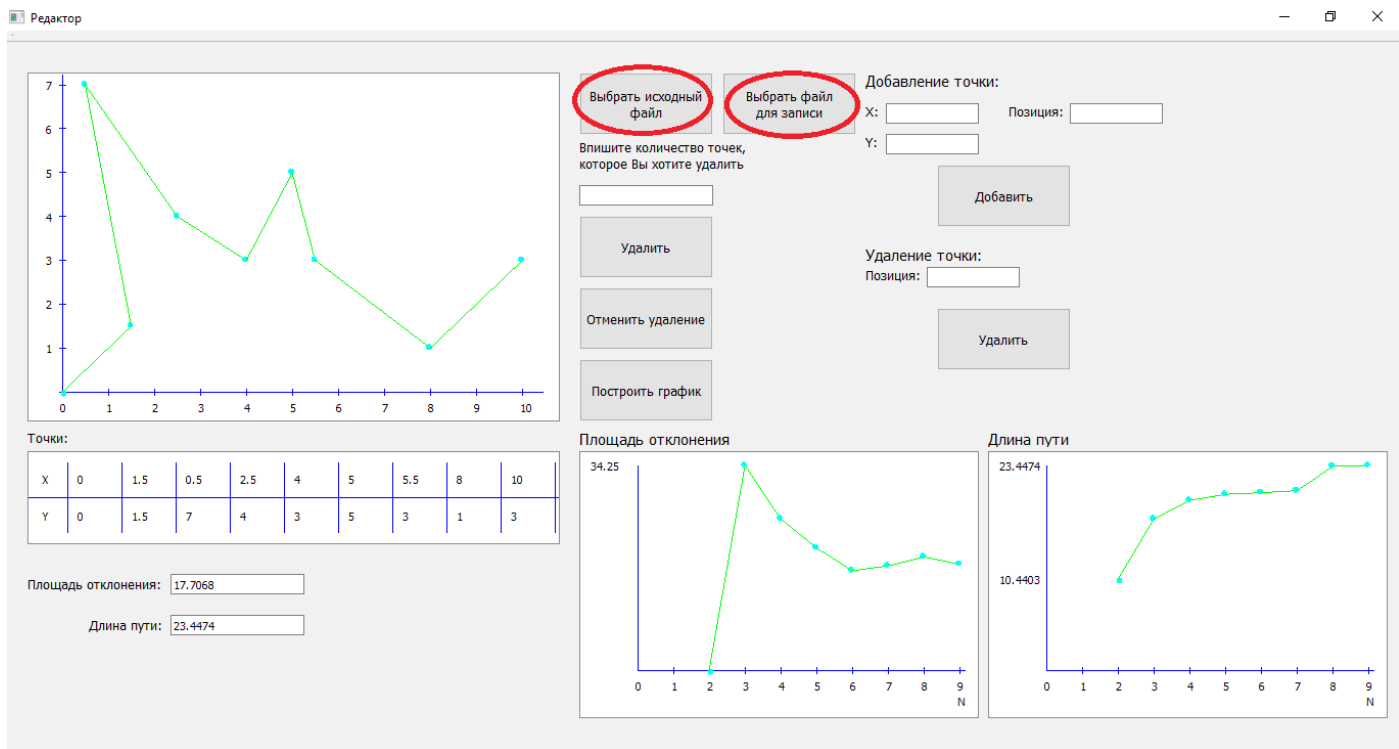 Редактор
7
6
5
4
3
2
1
0 1 2 3 4 5 6 7 8 9 10
Выбрать исходный
файл
Выбрать файл
для записи
Впишите количество точек,
которое Вы хотите удалить
Удалить
Отменить удаление
Построить график
Добавление точки:
X: Позиция:
Y:
Добавить
Удаление точки:
Позиция:
Удалить
Точки:
X 0 1.5 0.5 2.5 4 5 5.5 8 10
Y 0 1.5 7 4 3 5 3 1 3
Площадь отклонения: 17.7068
Длина пути: 23.4474
Площадь отклонения
34.25
0 1 2 3 4 5 6 7 8 9
N
Длина пути
23.4474
10.4403
0 1 2 3 4 5 6 7 8 9
N